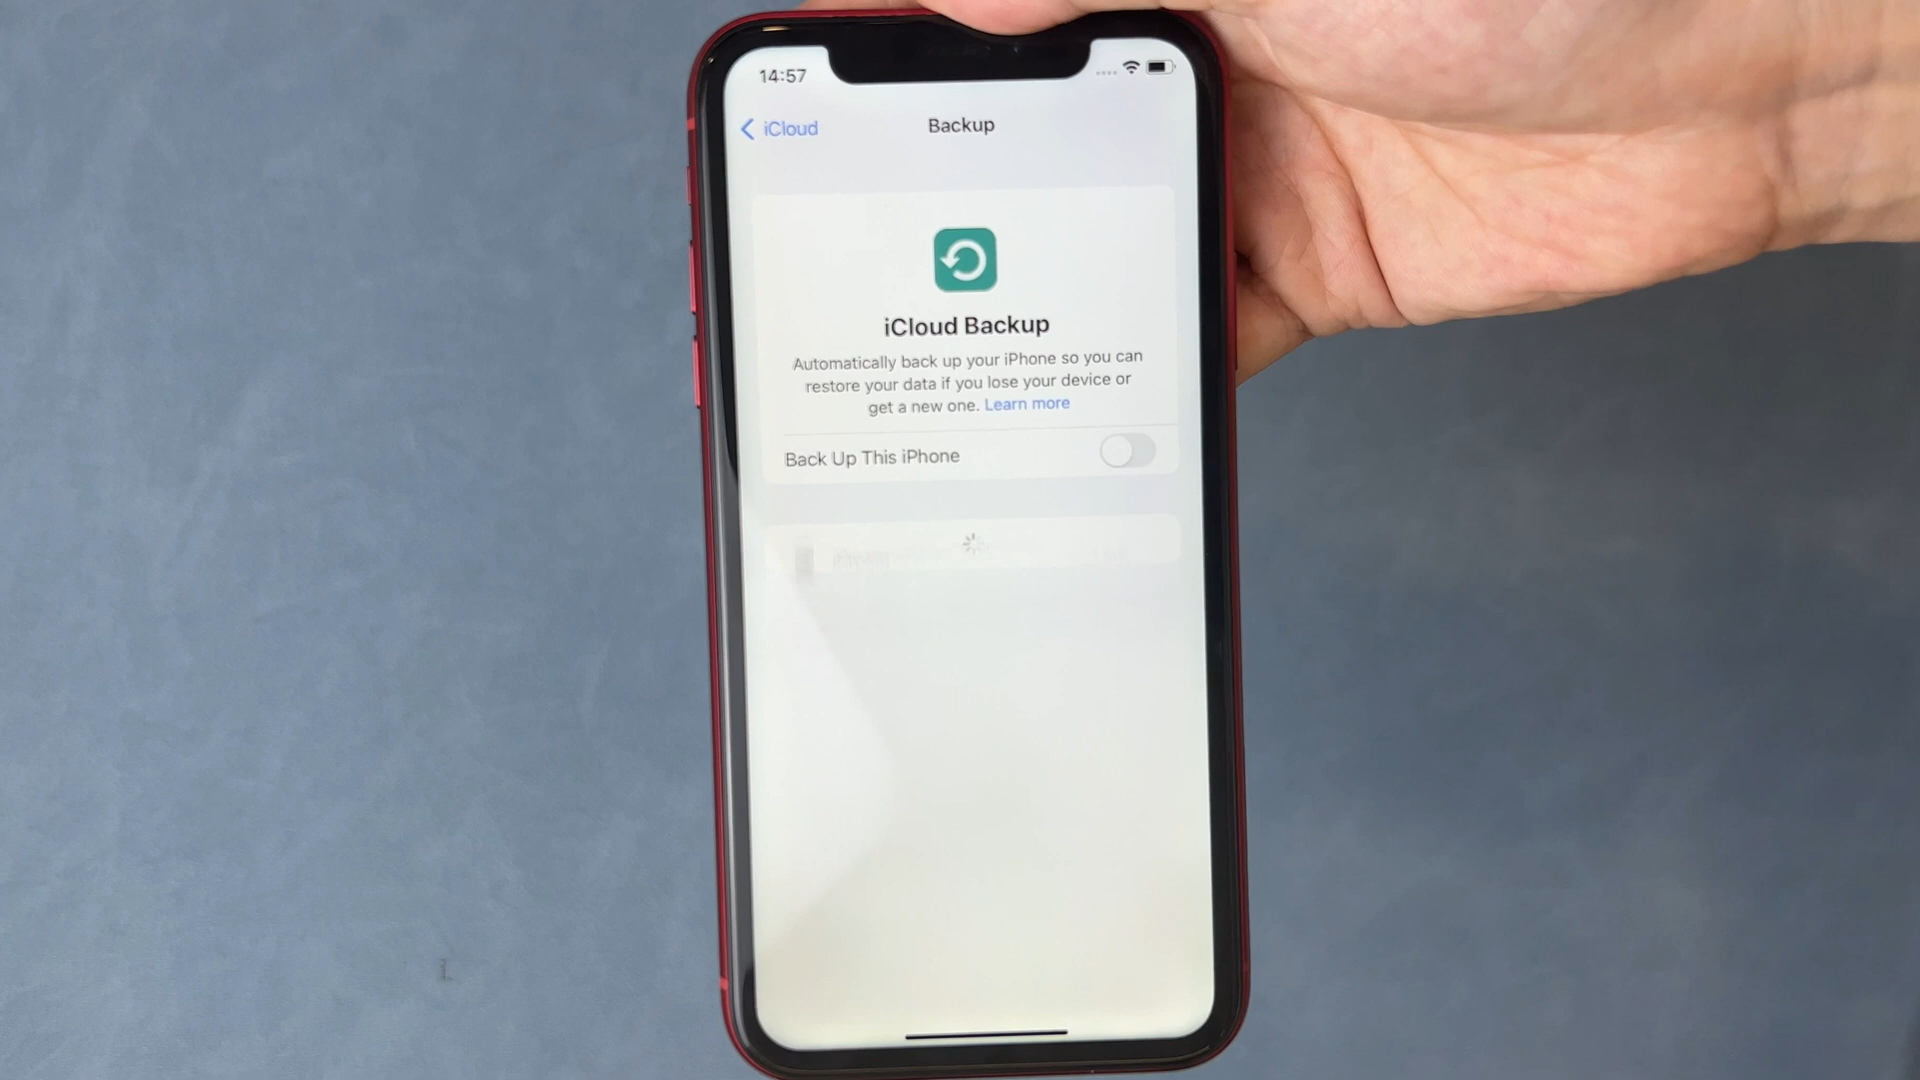 14:57
iCloud
Backup
iCloud Backup
Automatically back up your iPhone so you can
restore your data if you lose your device or
get a new one. Learn more
Back Up This iPhone